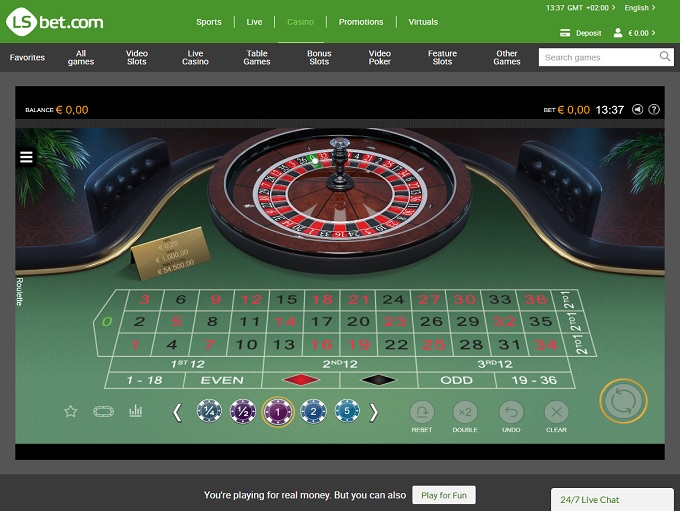 LSbet.com
Sports Live Casino Promotions Virtuals
13:37 GMT +02:00 > English >
Deposit € 0.00 >
Favorites All games Video Slots Live Casino Table Games Bonus Slots Video Poker Feature Slots Other Games Search games
BALANCE € 0,00
BET € 0,00 13:37 ?
€ 1,000.00
€ 54,500.00
Roulette
3 6 9 12 15 18 21 24 27 30 33 36 2 TO 1
0 2 5 8 11 14 17 20 23 26 29 32 35 2 TO 1
1 4 7 10 13 16 19 22 25 28 31 34 2 TO 1
1ST 12 2ND 12 3RD 12
1 - 18 EVEN ODD 19 - 36
1/4 1/2 1 2 5
×2
REBET DOUBLE UNDO CLEAR
You're playing for real money. But you can also Play for Fun
24/7 Live Chat